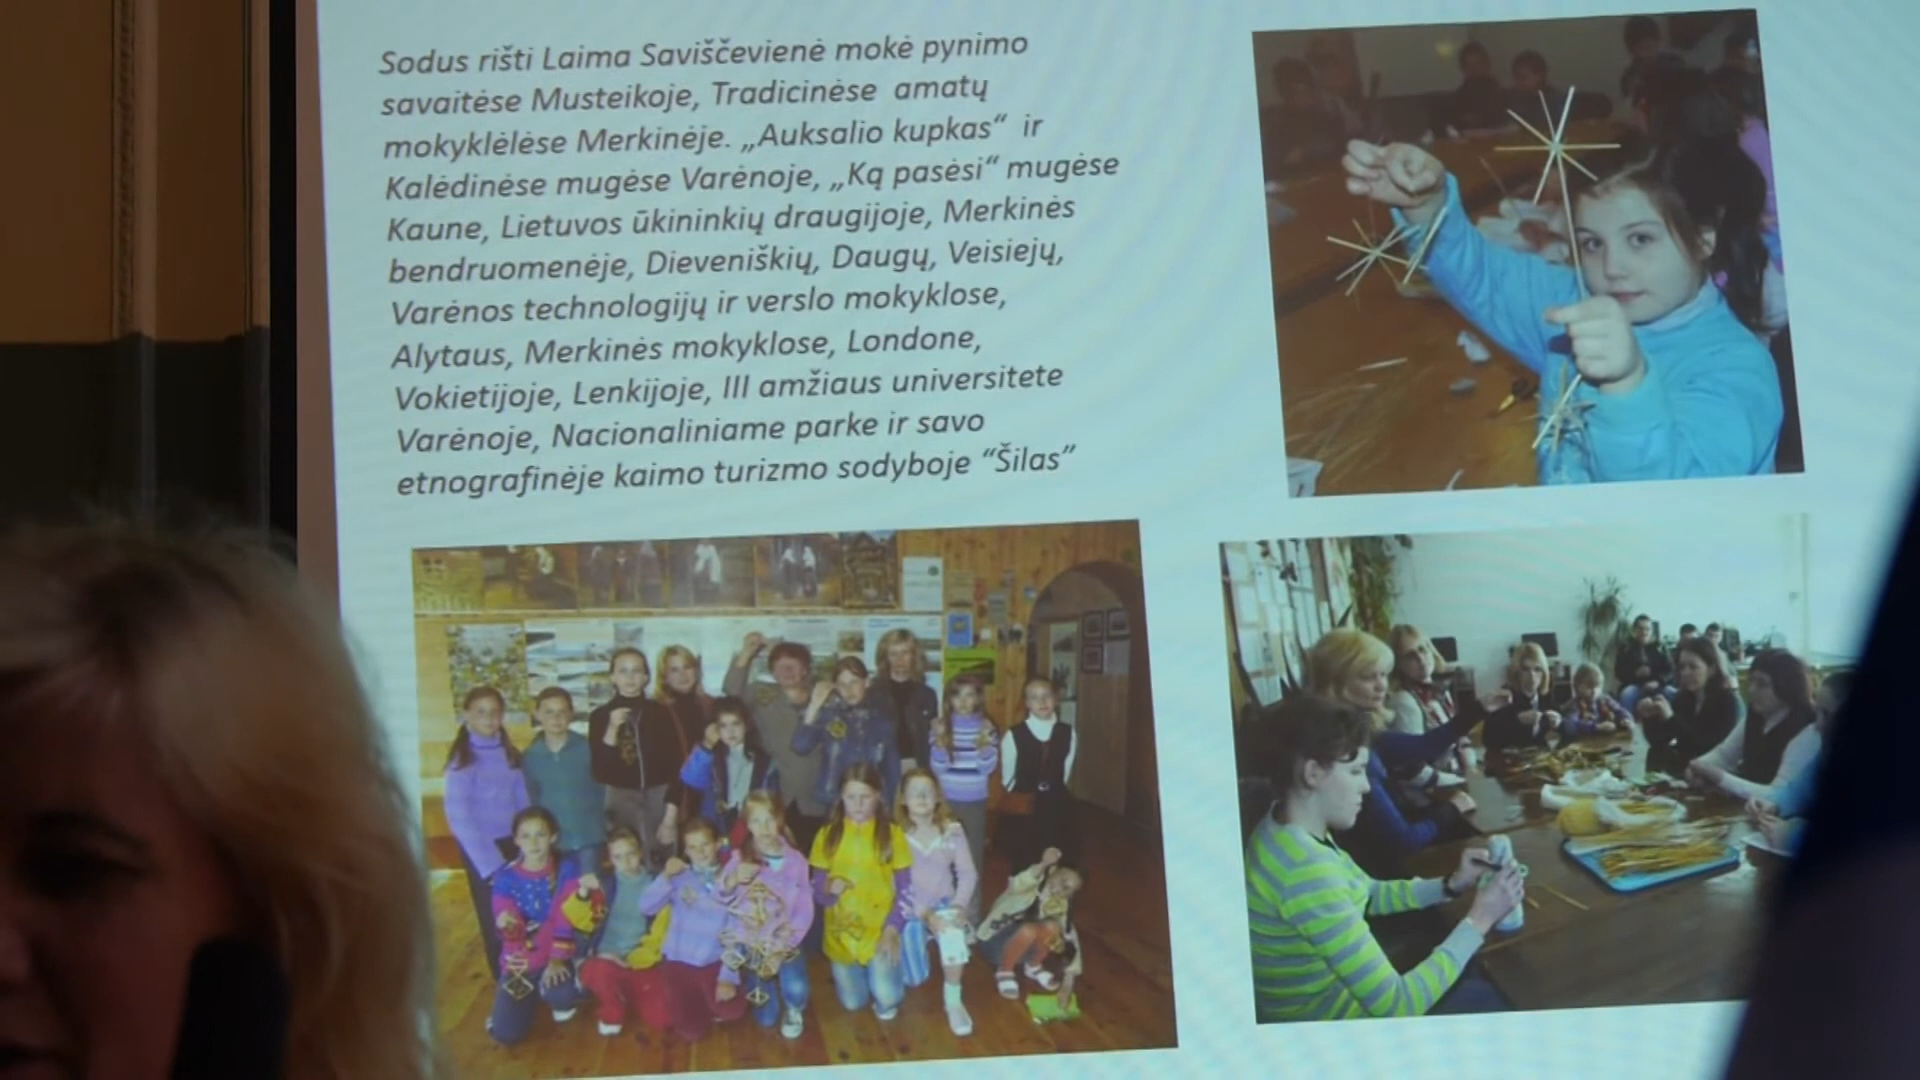 Sodus rišti Laima Saviščevienė mokė pynimo
savaitėse Musteikoje, Tradicinėse amatų
mokyklėlėse Merkinėje. „Auksalio kupkas“ ir
Kalėdinėse mugėse Varėnoje, „Ką pasėsi“ mugėse
Kaune, Lietuvos ūkininkių draugijoje, Merkinės
bendruomenėje, Dieveniškių, Daugų, Veisiejų,
Varėnos technologijų ir verslo mokyklose,
Alytaus, Merkinės mokyklose, Londone,
Vokietijoje, Lenkijoje, III amžiaus universitete
Varėnoje, Nacionaliniame parke ir savo
etnografinėje kaimo turizmo sodyboje “Šilas”